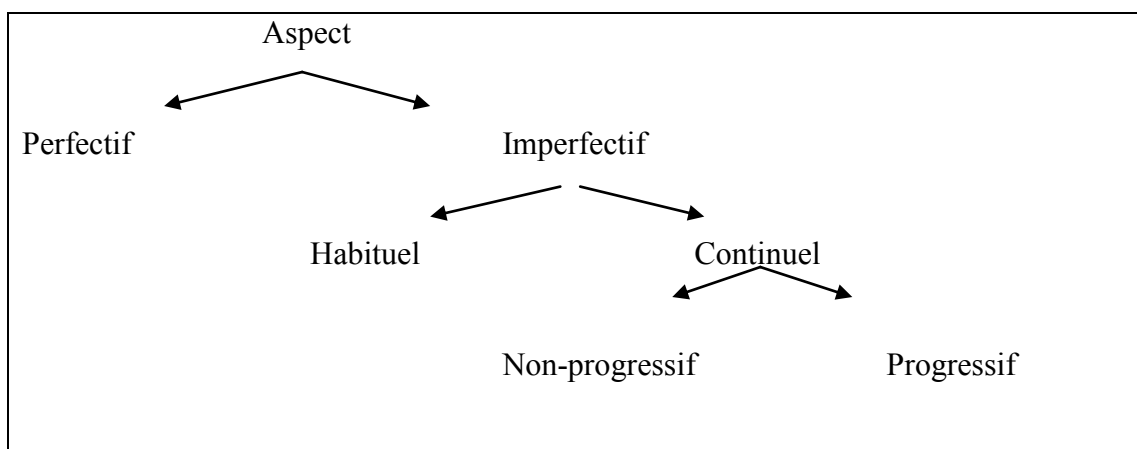 Aspect
Perfectif Imperfectif
Habituel Continuel
Non-progressif Progressif